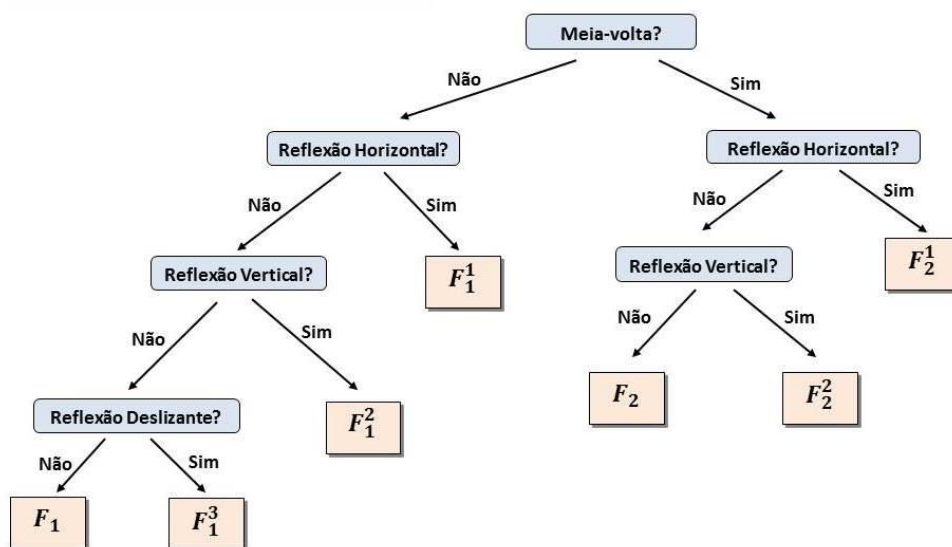 Meia-volta?
Não
Sim
Reflexão Horizontal?
Reflexão Horizontal?
Não
Sim
Não
Sim
Reflexão Vertical?
F_1^1
Reflexão Vertical?
F_2^1
Não
Sim
Não
Sim
Reflexão Deslizante?
F_1^2
F_2
F_2^2
Não
Sim
F_1
F_1^3